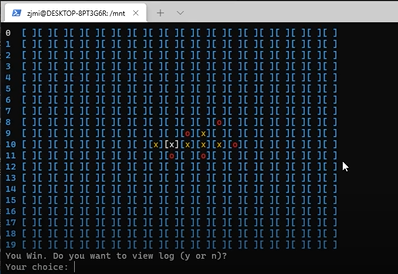 zjmi@DESKTOP-8PT3G6R: /mnt
0 [ ][ ][ ][ ][ ][ ][ ][ ][ ][ ][ ][ ][ ][ ][ ][ ][ ][ ][ ][ ]
1 [ ][ ][ ][ ][ ][ ][ ][ ][ ][ ][ ][ ][ ][ ][ ][ ][ ][ ][ ][ ]
2 [ ][ ][ ][ ][ ][ ][ ][ ][ ][ ][ ][ ][ ][ ][ ][ ][ ][ ][ ][ ]
3 [ ][ ][ ][ ][ ][ ][ ][ ][ ][ ][ ][ ][ ][ ][ ][ ][ ][ ][ ][ ]
4 [ ][ ][ ][ ][ ][ ][ ][ ][ ][ ][ ][ ][ ][ ][ ][ ][ ][ ][ ][ ]
5 [ ][ ][ ][ ][ ][ ][ ][ ][ ][ ][ ][ ][ ][ ][ ][ ][ ][ ][ ][ ]
6 [ ][ ][ ][ ][ ][ ][ ][ ][ ][ ][ ][ ][ ][ ][ ][ ][ ][ ][ ][ ]
7 [ ][ ][ ][ ][ ][ ][ ][ ][ ][ ][ ][ ][ ][ ][ ][ ][ ][ ][ ][ ]
8 [ ][ ][ ][ ][ ][ ][ ][ ][ ][ ][ ][ ] o [ ][ ][ ][ ][ ][ ][ ]
9 [ ][ ][ ][ ][ ][ ][ ][ ][ ][ ] o  x [ ][ ][ ][ ][ ][ ][ ][ ]
10 [ ][ ][ ][ ][ ][ ][ ][ ] x [x] x  x  x  o [ ][ ][ ][ ][ ][ ]
11 [ ][ ][ ][ ][ ][ ][ ][ ][ ] o [ ] o [ ][ ][ ][ ][ ][ ][ ][ ]
12 [ ][ ][ ][ ][ ][ ][ ][ ][ ][ ][ ][ ][ ][ ][ ][ ][ ][ ][ ][ ]
13 [ ][ ][ ][ ][ ][ ][ ][ ][ ][ ][ ][ ][ ][ ][ ][ ][ ][ ][ ][ ]
14 [ ][ ][ ][ ][ ][ ][ ][ ][ ][ ][ ][ ][ ][ ][ ][ ][ ][ ][ ][ ]
15 [ ][ ][ ][ ][ ][ ][ ][ ][ ][ ][ ][ ][ ][ ][ ][ ][ ][ ][ ][ ]
16 [ ][ ][ ][ ][ ][ ][ ][ ][ ][ ][ ][ ][ ][ ][ ][ ][ ][ ][ ][ ]
17 [ ][ ][ ][ ][ ][ ][ ][ ][ ][ ][ ][ ][ ][ ][ ][ ][ ][ ][ ][ ]
18 [ ][ ][ ][ ][ ][ ][ ][ ][ ][ ][ ][ ][ ][ ][ ][ ][ ][ ][ ][ ]
19 [ ][ ][ ][ ][ ][ ][ ][ ][ ][ ][ ][ ][ ][ ][ ][ ][ ][ ][ ][ ]
You Win. Do you want to view log (y or n)?
Your choice: